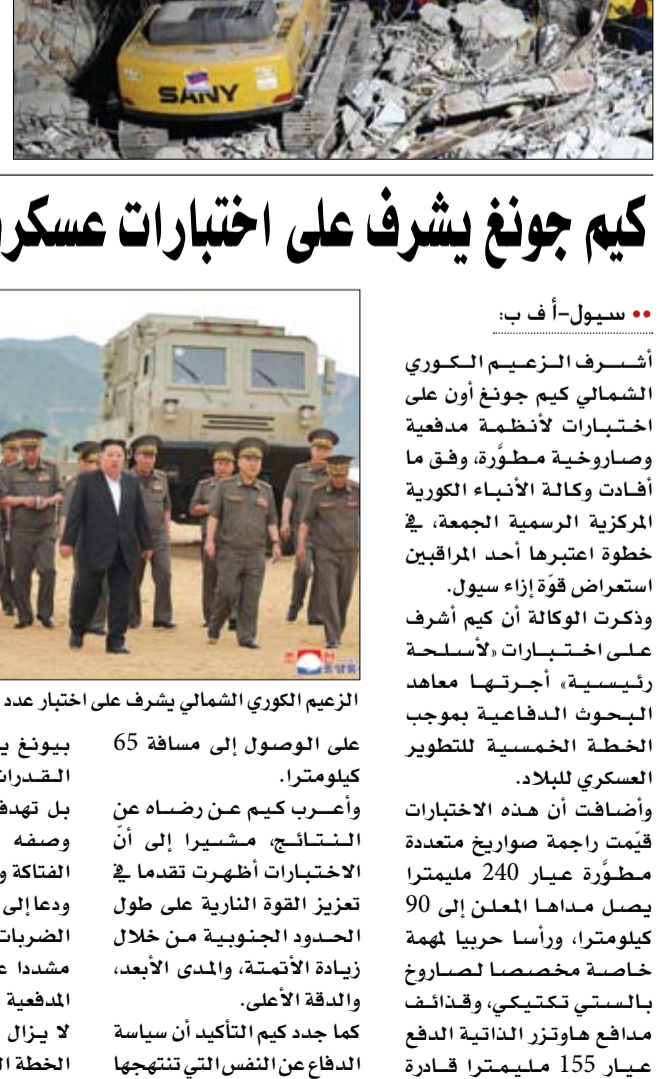 SANY
كيم جونغ يشرف على اختبارات
•• سيول-أ ف ب:
أشرف الزعيم الكوري
الشمالي كيم جونغ أون على
اختبارات لأنظمة مدفعية
وصاروخية مطوَّرة، وفق ما
أفادت وكالة الأنباء الكورية
المركزية الرسمية الجمعة، في
خطوة اعتبرها أحد المراقبين
استعراض قوّة إزاء سيول.
وذكرت الوكالة أن كيم أشرف
على اختبارات «لأسلحة
رئيسية» أجرتها معاهد
البحوث الدفاعية بموجب
الخطة الخمسية للتطوير
العسكري للبلاد.
وأضافت أن هذه الاختبارات
قيّمت راجمة صواريخ متعددة
مطوَّرة عيار 240 مليمترا
يصل مداها المعلن إلى 90
كيلومترا، ورأسا حربيا لمهمة
خاصة مخصصا لصاروخ
بالستي تكتيكي، وقذائف
مدافع هاوتزر الذاتية الدفع
عيار 155 مليمترا قادرة
الزعيم الكوري الشمالي يشرف على اختبار عدد
على الوصول إلى مسافة 65
كيلومترا.
وأعرب كيم عن رضاه عن
النتائج، مشيرا إلى أنّ
الاختبارات أظهرت تقدما في
تعزيز القوة النارية على طول
الحدود الجنوبية من خلال
زيادة الأتمتة، والمدى الأبعد،
والدقة الأعلى.
كما جدد كيم التأكيد أن سياسة
الدفاع عن النفس التي تنتهجها
بيونغ
بل تهدف
وصفه
الفتاكة
ودعا إلى
الضربات
مشددا
المدفعية
لا يزال
الخطة